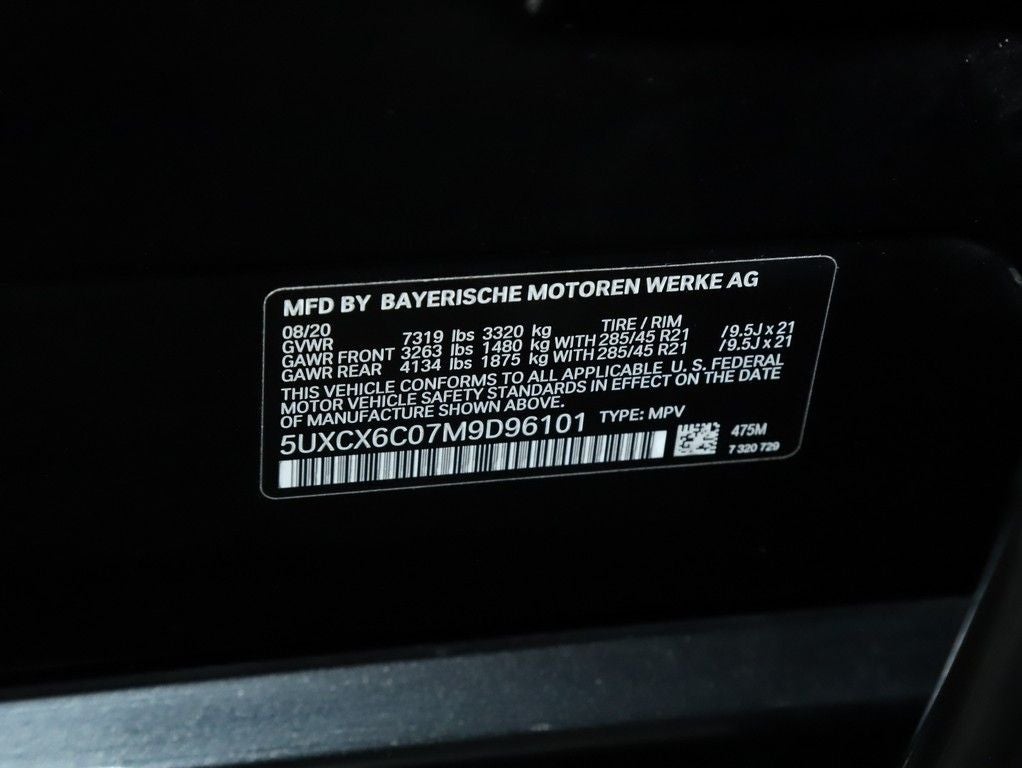 MFD BY BAYERISCHE MOTOREN WERKE AG
08/20 TIRE / RIM
GVWR 7319 lbs 3320 kg
GAWR FRONT 3263 lbs 1480 kg WITH 285/45 R21 /9.5J x 21
GAWR REAR 4134 lbs 1875 kg WITH 285/45 R21 /9.5J x 21
THIS VEHICLE CONFORMS TO ALL APPLICABLE U. S. FEDERAL
MOTOR VEHICLE SAFETY STANDARDS IN EFFECT ON THE DATE
OF MANUFACTURE SHOWN ABOVE.
5UXCX6C07M9D96101 TYPE: MPV
475M
7 320 729